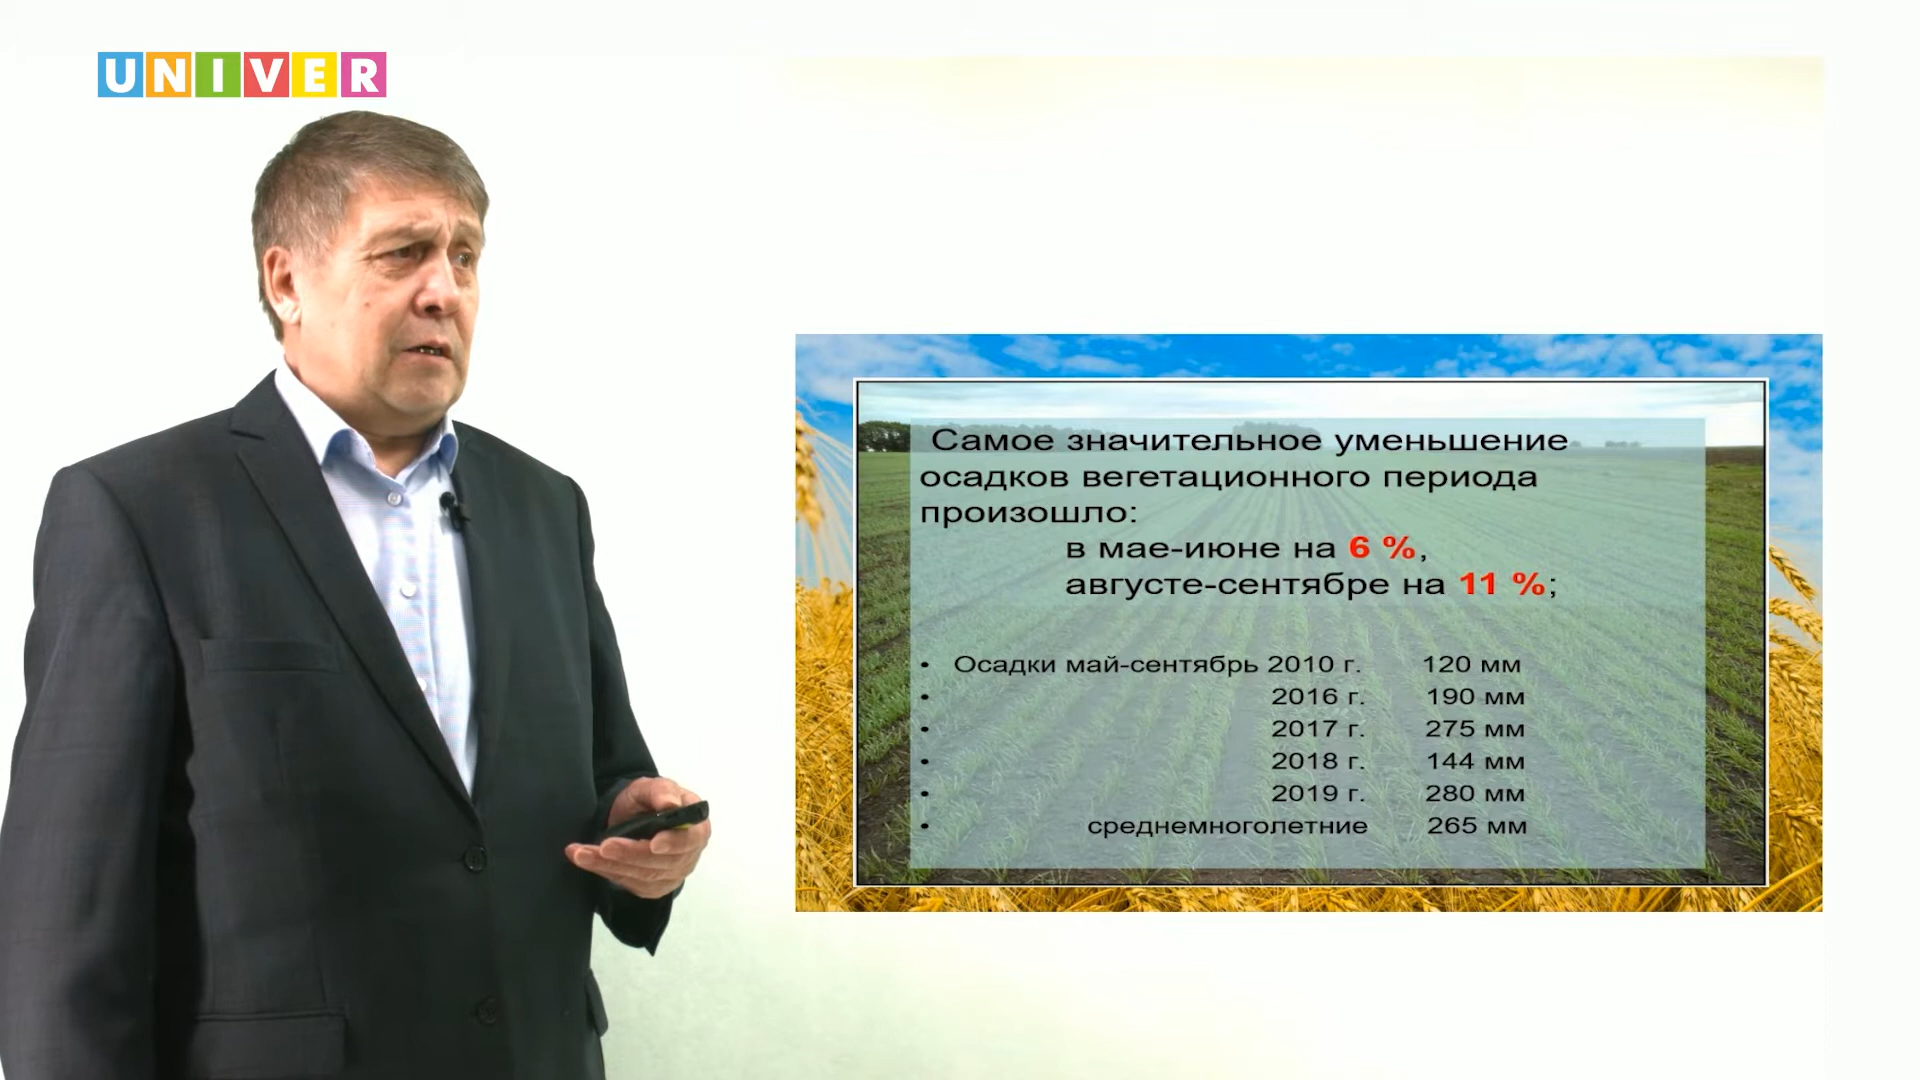 UNIVER
Самое значительное уменьшение
осадков вегетационного периода
произошло:
в мае-июне на 6 %,
августе-сентябре на 11 %;
• Осадки май-сентябрь 2010 г. 120 мм
• 2016 г. 190 мм
• 2017 г. 275 мм
• 2018 г. 144 мм
• 2019 г. 280 мм
• среднемноголетние 265 мм